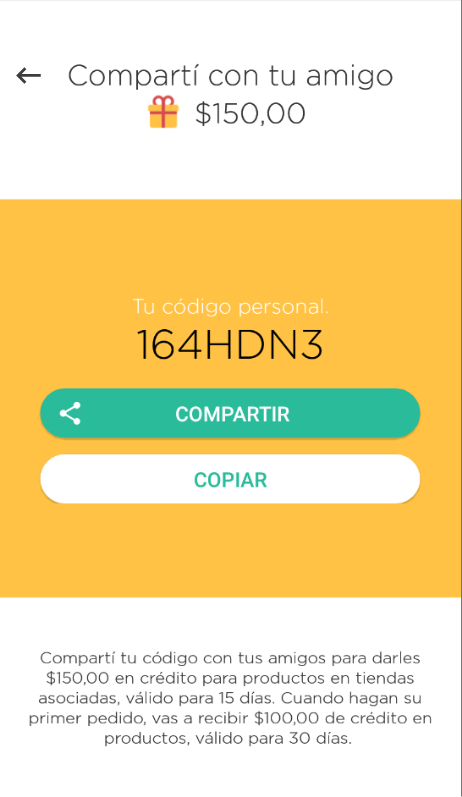 Compartí con tu amigo
$150,00
Tu código personal.
164HDN3
COMPARTIR
COPIAR
Compartí tu código con tus amigos para darles
$150,00 en crédito para productos en tiendas
asociadas, válido para 15 días. Cuando hagan su
primer pedido, vas a recibir $100,00 de crédito en
productos, válido para 30 días.